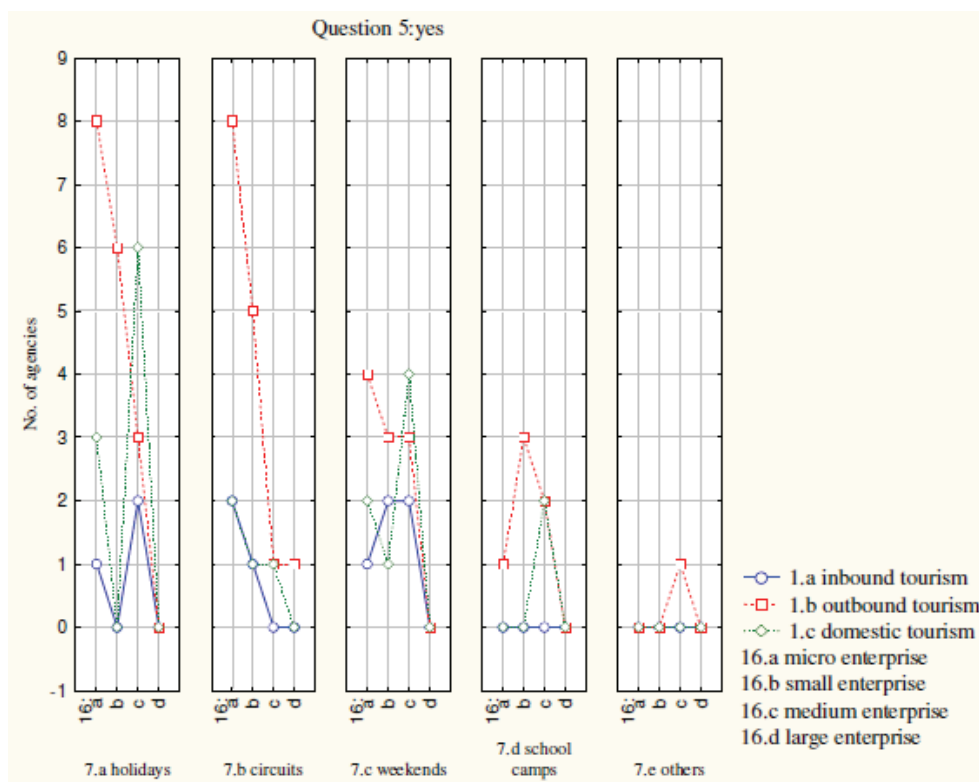 Question 5:yes
9
8
7
6
5
4
3
2
1
0
-1
No. of agencies
16: a b c d
16: a b c d
16: a b c d
16: a b c d
16: a b c d
7.a holidays
7.b circuits
7.c weekends
7.d school
camps
7.e others
1.a inbound tourism
1.b outbound tourism
1.c domestic tourism
16.a micro enterprise
16.b small enterprise
16.c medium enterprise
16.d large enterprise